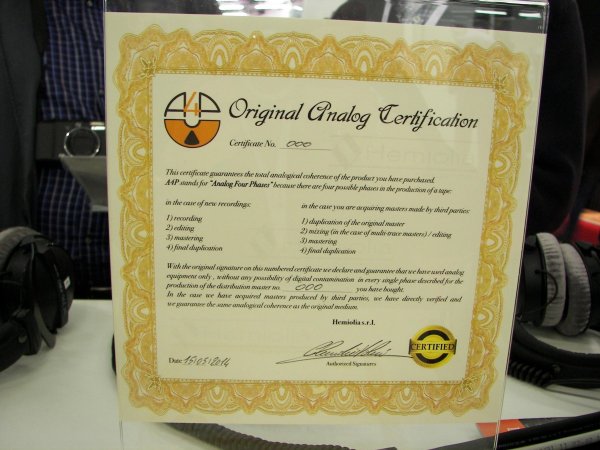 A4P
Original Analog Certification
Certificate No. 000
This certificate guarantees the total analogical coherence of the product you have purchased.
A4P stands for "Analog Four Phases" because there are four possible phases in the production of a tape:
in the case of new recordings:
1) recording
2) editing
3) mastering
4) final duplication
in the case you are acquiring masters made by third parties:
1) duplication of the original master
2) mixing (in the case of multi-trace masters) / editing
3) mastering
4) final duplication
With the original signature on this numbered certificate we declare and guarantee that we have used analog
equipment only , without any possibility of digital contamination in every single phase described for the
production of the distribution master no. 000 you have bought.
In the case we have acquired masters produced by third parties, we have directly verified and
we guarantee the same analogical coherence as the original medium.
Hemiolia s.r.l.
CERTIFIED
Date 15/05/2014
Authorized Signatures